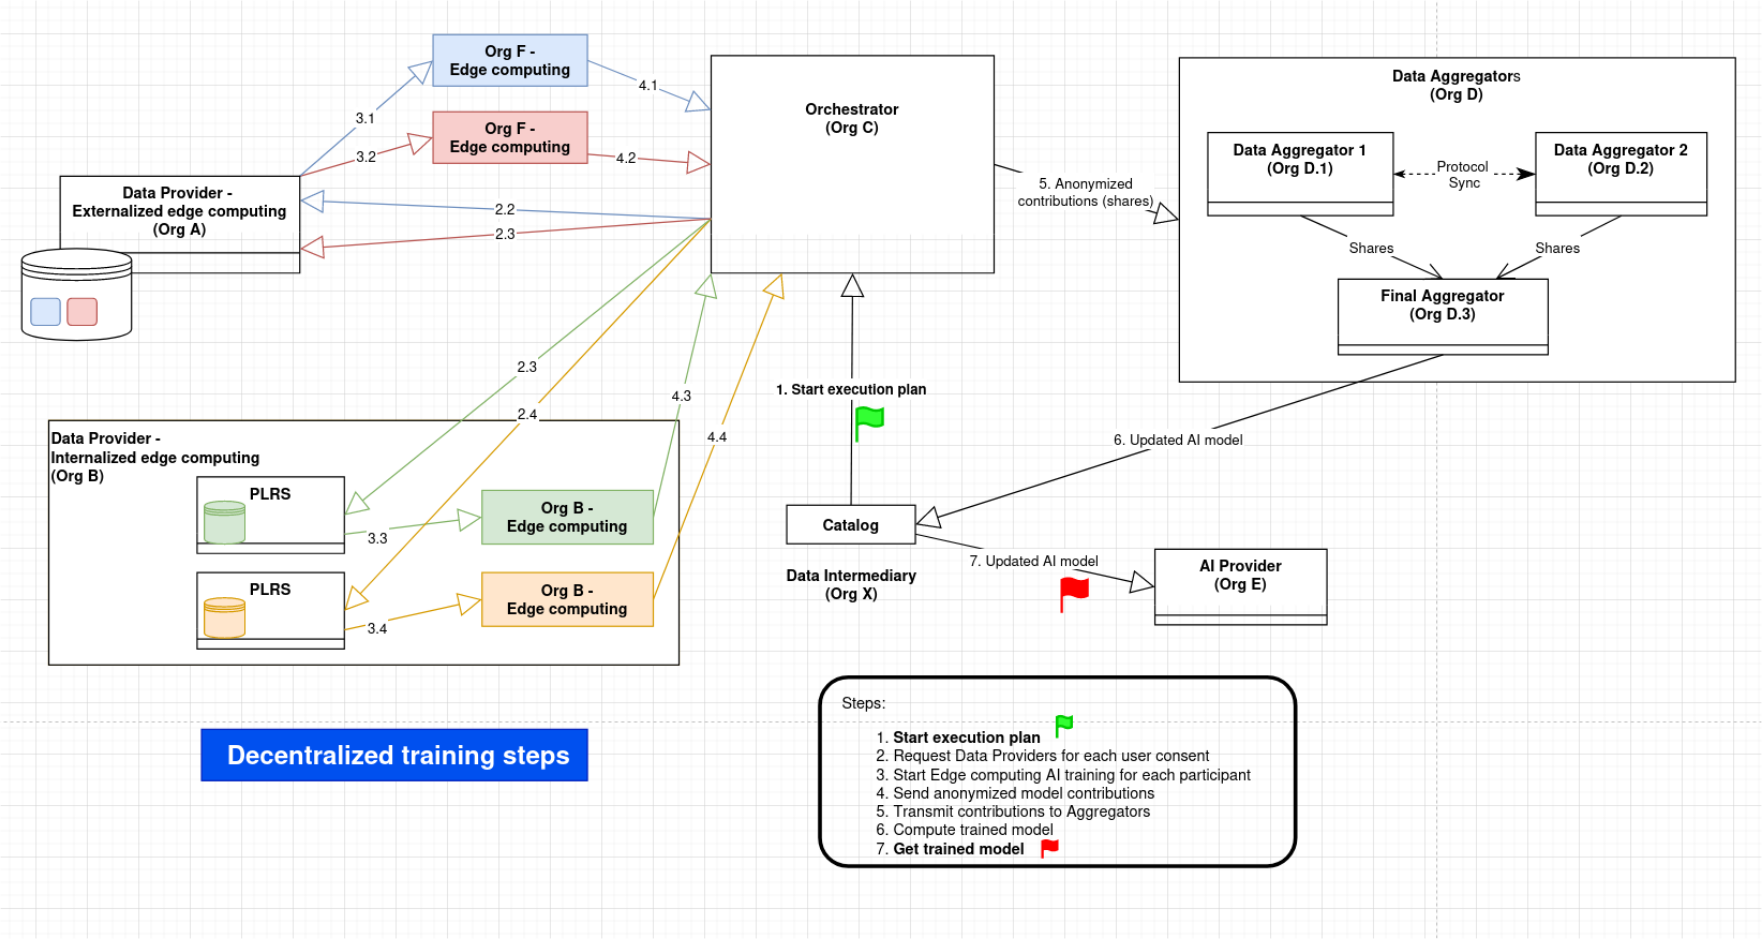 Org F -
Edge computing
Org F -
Edge computing
3.1
3.2
4.1
4.2
Data Provider -
Externalized edge computing
(Org A)
2.2
2.3
Orchestrator
(Org C)
5. Anonymized
contributions (shares)
Data Aggregators
(Org D)
Data Aggregator 1
(Org D.1)
Protocol
Sync
Data Aggregator 2
(Org D.2)
Shares
Shares
Final Aggregator
(Org D.3)
2.3
2.4
4.3
4.4
1. Start execution plan
6. Updated AI model
Data Provider -
Internalized edge computing
(Org B)
PLRS
3.3
Org B -
Edge computing
PLRS
3.4
Org B -
Edge computing
Catalog
Data Intermediary
(Org X)
7. Updated AI model
AI Provider
(Org E)
Decentralized training steps
Steps:
1. Start execution plan
2. Request Data Providers for each user consent
3. Start Edge computing AI training for each participant
4. Send anonymized model contributions
5. Transmit contributions to Aggregators
6. Compute trained model
7. Get trained model